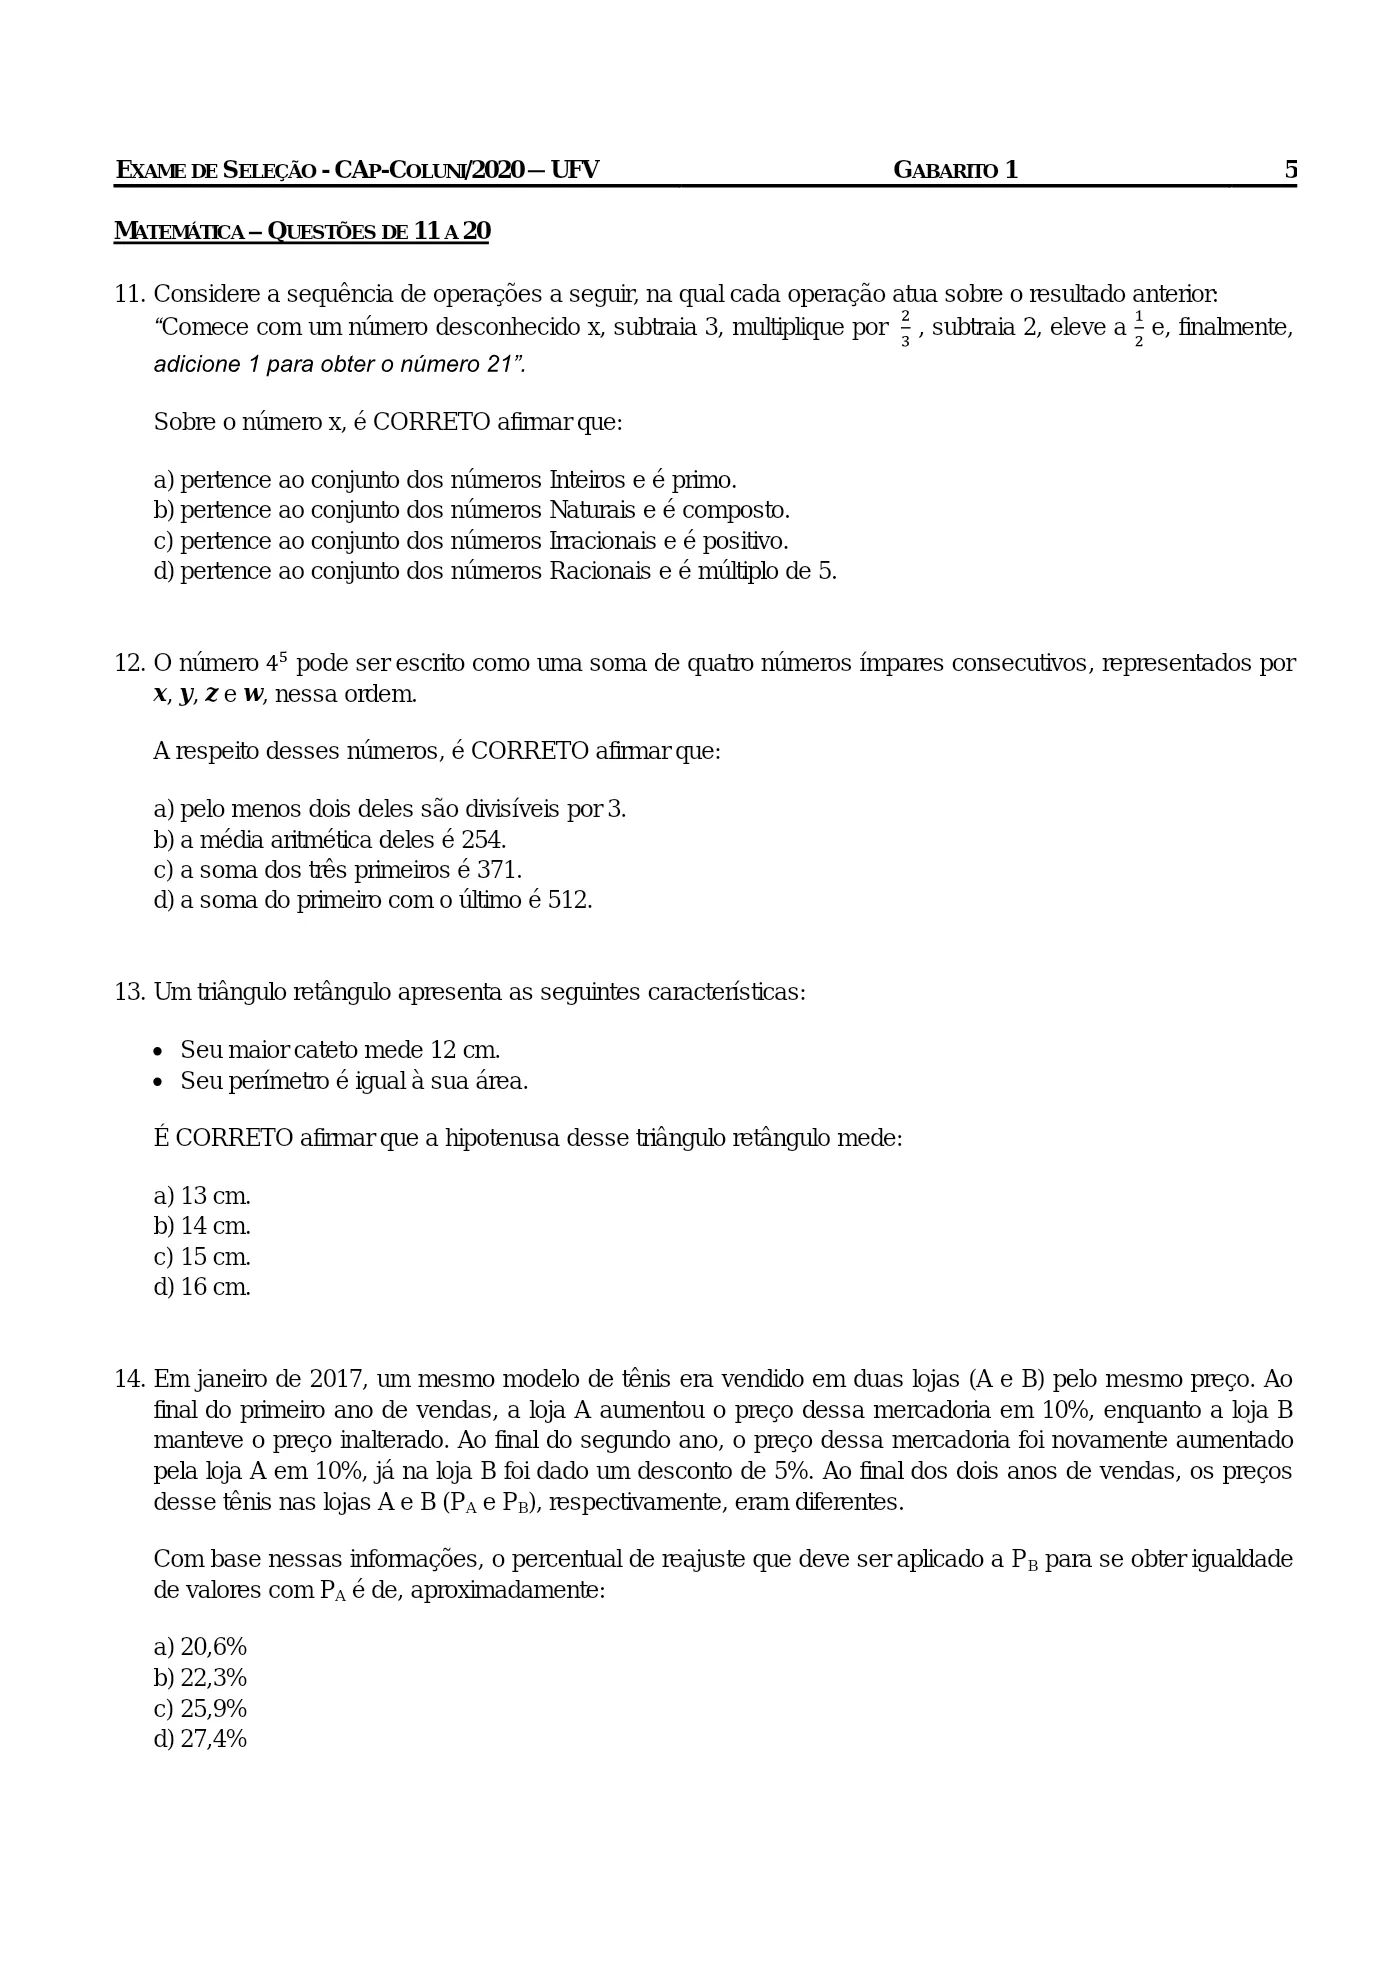 EXAME DE SELEÇÃO - CAP-COLUNI/2020 — UFV GABARITO 1 5
MATEMÁTICA – QUESTÕES DE 11 A 20
11. Considere a sequência de operações a seguir, na qual cada operação atua sobre o resultado anterior:
“Comece com um número desconhecido x, subtraia 3, multiplique por 2/3 , subtraia 2, eleve a 1/2 e, finalmente,
adicione 1 para obter o número 21”.
Sobre o número x, é CORRETO afirmar que:
a) pertence ao conjunto dos números Inteiros e é primo.
b) pertence ao conjunto dos números Naturais e é composto.
c) pertence ao conjunto dos números Irracionais e é positivo.
d) pertence ao conjunto dos números Racionais e é múltiplo de 5.
12. O número 4⁵ pode ser escrito como uma soma de quatro números ímpares consecutivos, representados por
x, y, z e w, nessa ordem.
A respeito desses números, é CORRETO afirmar que:
a) pelo menos dois deles são divisíveis por 3.
b) a média aritmética deles é 254.
c) a soma dos três primeiros é 371.
d) a soma do primeiro com o último é 512.
13. Um triângulo retângulo apresenta as seguintes características:
• Seu maior cateto mede 12 cm.
• Seu perímetro é igual à sua área.
É CORRETO afirmar que a hipotenusa desse triângulo retângulo mede:
a) 13 cm.
b) 14 cm.
c) 15 cm.
d) 16 cm.
14. Em janeiro de 2017, um mesmo modelo de tênis era vendido em duas lojas (A e B) pelo mesmo preço. Ao
final do primeiro ano de vendas, a loja A aumentou o preço dessa mercadoria em 10%, enquanto a loja B
manteve o preço inalterado. Ao final do segundo ano, o preço dessa mercadoria foi novamente aumentado
pela loja A em 10%, já na loja B foi dado um desconto de 5%. Ao final dos dois anos de vendas, os preços
desse tênis nas lojas A e B (PA e PB), respectivamente, eram diferentes.
Com base nessas informações, o percentual de reajuste que deve ser aplicado a PB para se obter igualdade
de valores com PA é de, aproximadamente:
a) 20,6%
b) 22,3%
c) 25,9%
d) 27,4%